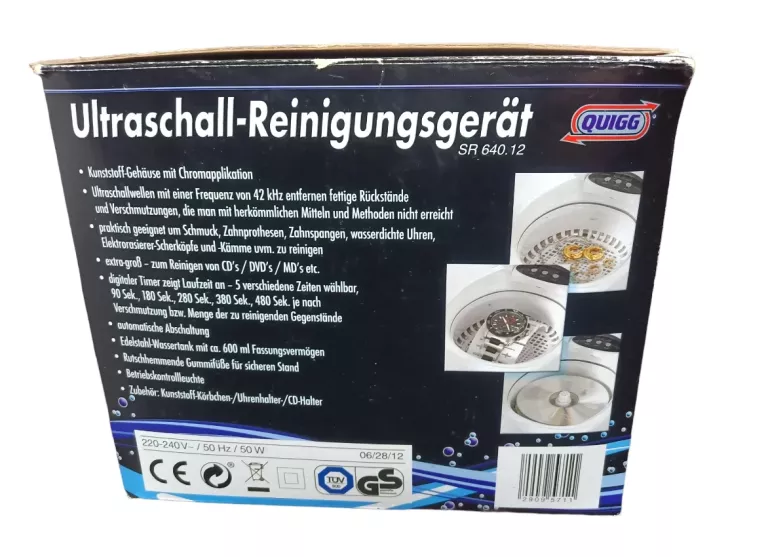 Ultraschall-Reinigungsgerät
QUIGG
SR 640.12
• Kunststoff-Gehäuse mit Chromapplikation
• Ultraschallwellen mit einer Frequenz von 42 kHz entfernen fettige Rückstände
und Verschmutzungen, die man mit herkömmlichen Mitteln und Methoden nicht erreicht
• praktisch geeignet um Schmuck, Zahnprothesen, Zahnspangen, wasserdichte Uhren,
Elektrorasierer-Scherköpfe und -Kämme uvm. zu reinigen
• extra-groß – zum Reinigen von CD's / DVD's / MD's etc.
• digitaler Timer zeigt Laufzeit an – 5 verschiedene Zeiten wählbar,
90 Sek., 180 Sek., 280 Sek., 380 Sek., 480 Sek. je nach
Verschmutzung bzw. Menge der zu reinigenden Gegenstände
• automatische Abschaltung
• Edelstahl-Wassertank mit ca. 600 ml Fassungsvermögen
• Rutschhemmende Gummifüße für sicheren Stand
• Betriebskontrollleuchte
• Zubehör: Kunststoff-Körbchen-/Uhrenhalter-/CD-Halter
220-240V~ / 50 Hz / 50 W
06/28/12
CE
TÜV
GS
2809 5211